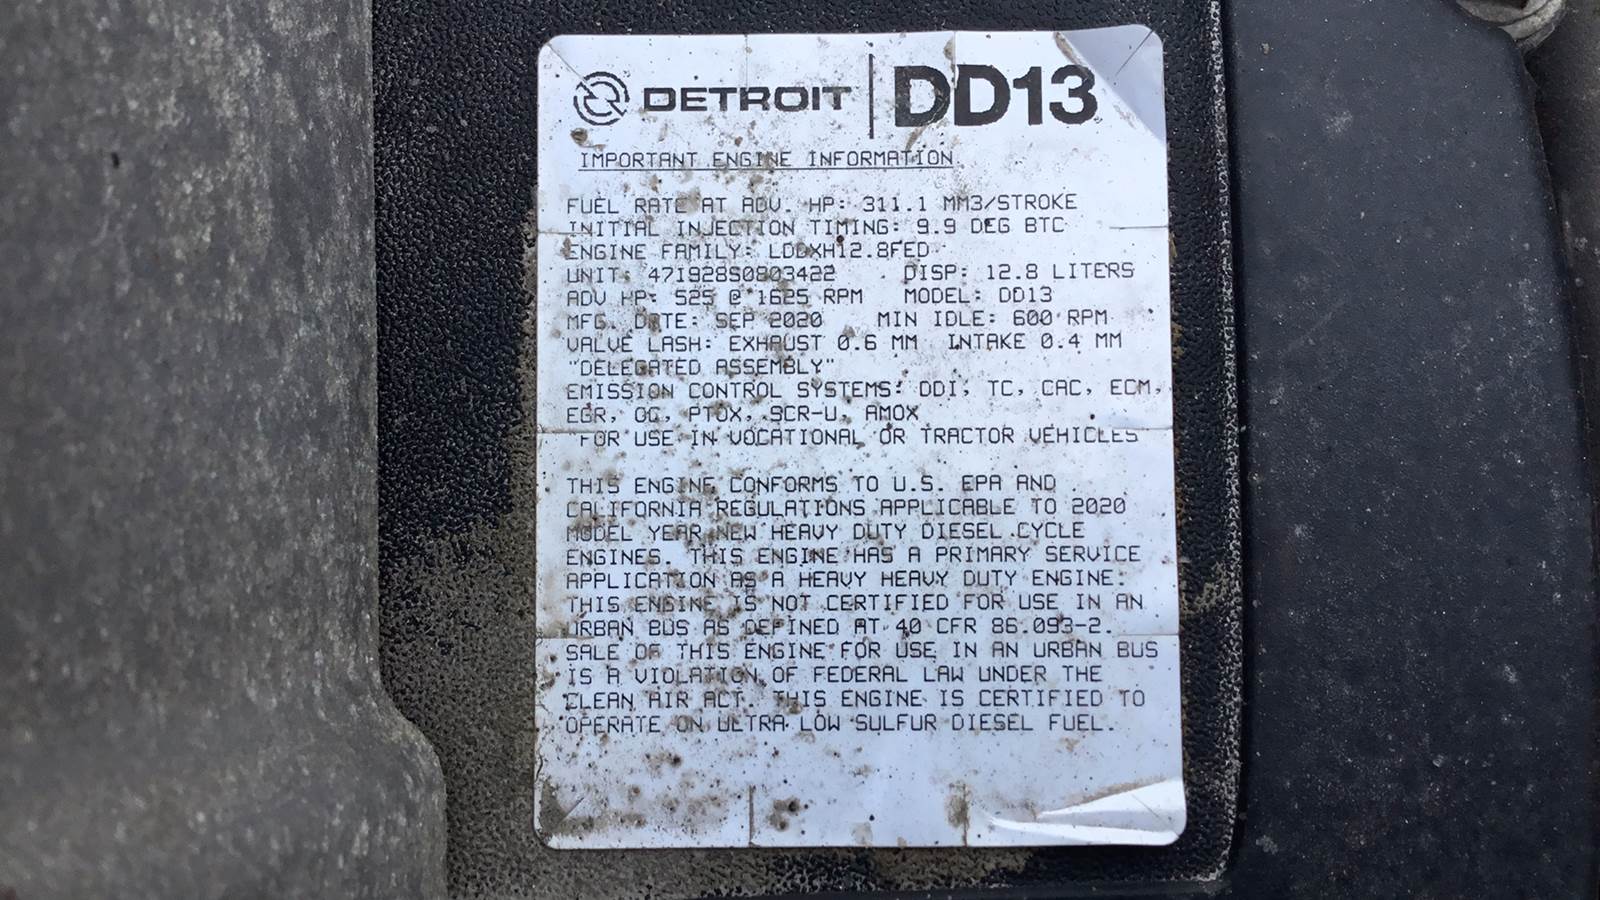 DETROIT DD13
IMPORTANT ENGINE INFORMATION
FUEL RATE AT ADV. HP: 311.1 MM3/STROKE
INITIAL INJECTION TIMING: 9.9 DEG BTC
ENGINE FAMILY: LDDXH12.8FED
UNIT: 471928S0803422 DISP: 12.8 LITERS
ADV HP: 525 @ 1625 RPM MODEL: DD13
MFG. DATE: SEP 2020 MIN IDLE: 600 RPM
VALVE LASH: EXHAUST 0.6 MM INTAKE 0.4 MM
"DELEGATED ASSEMBLY"
EMISSION CONTROL SYSTEMS: DDI, TC, CAC, ECM,
EGR, OC, PTOX, SCR-U, AMOX
FOR USE IN VOCATIONAL OR TRACTOR VEHICLES
THIS ENGINE CONFORMS TO U.S. EPA AND
CALIFORNIA REGULATIONS APPLICABLE TO 2020
MODEL YEAR NEW HEAVY DUTY DIESEL CYCLE
ENGINES. THIS ENGINE HAS A PRIMARY SERVICE
APPLICATION AS A HEAVY HEAVY DUTY ENGINE.
THIS ENGINE IS NOT CERTIFIED FOR USE IN AN
URBAN BUS AS DEFINED AT 40 CFR 86.093-2.
SALE OF THIS ENGINE FOR USE IN AN URBAN BUS
IS A VIOLATION OF FEDERAL LAW UNDER THE
CLEAN AIR ACT. THIS ENGINE IS CERTIFIED TO
OPERATE ON ULTRA LOW SULFUR DIESEL FUEL.